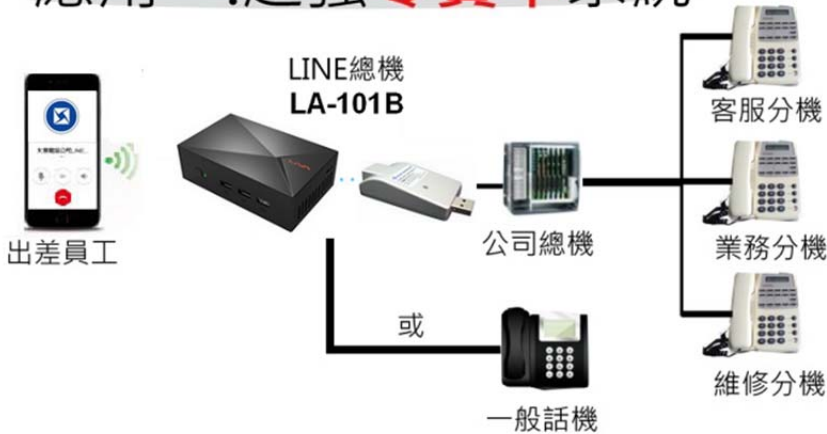 LINE總機
LA-101B
客服分機
出差員工
公司總機
業務分機
或
維修分機
一般話機